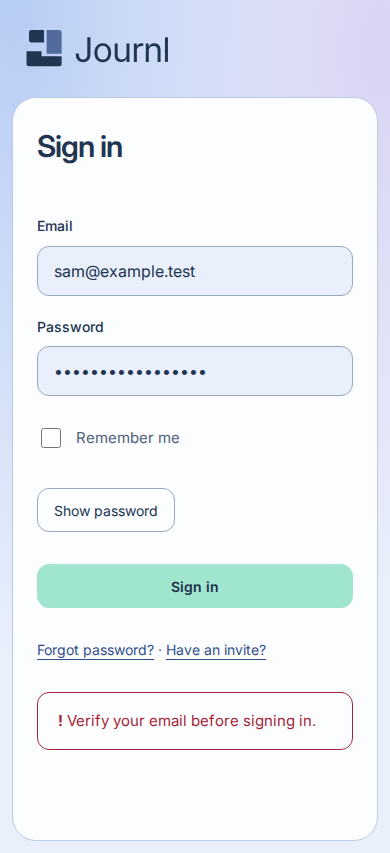 Journl
Sign in
Email
sam@example.test
Password
•••••••••••••••••
Remember me
Show password
Sign in
Forgot password? · Have an invite?
! Verify your email before signing in.